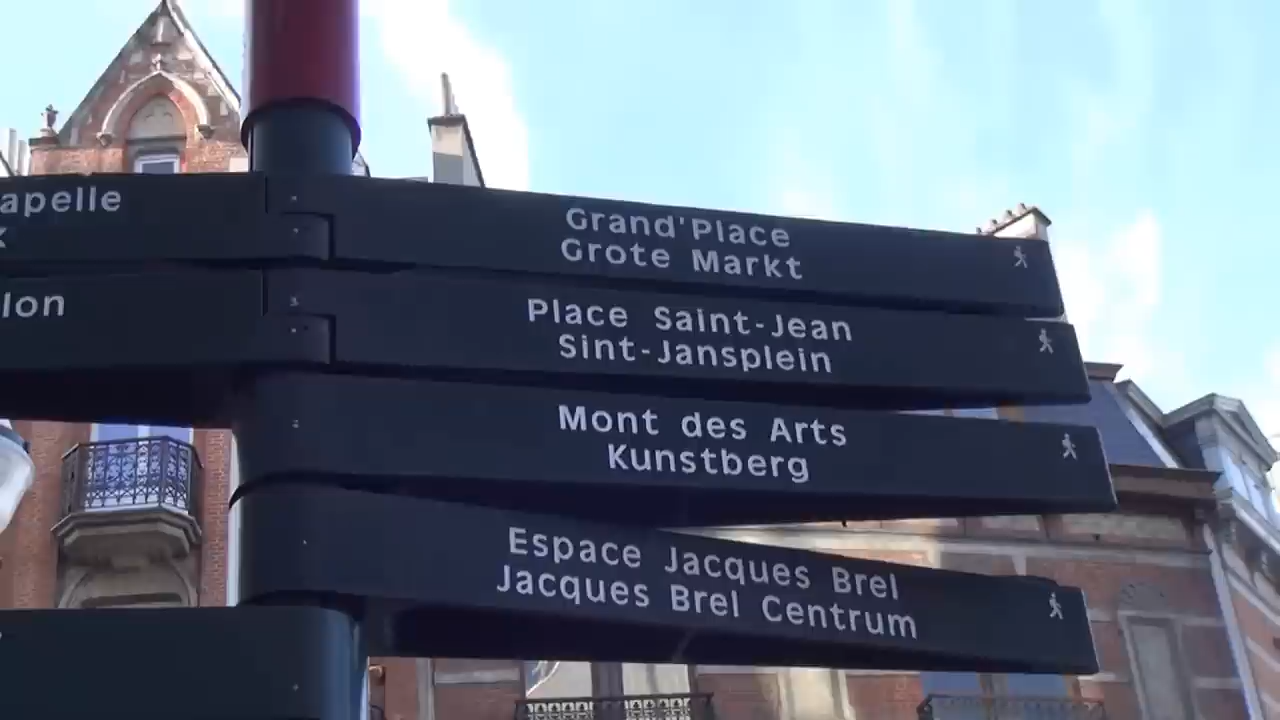 apelle
Grand'Place
Grote Markt
lon
Place Saint-Jean
Sint-Jansplein
Mont des Arts
Kunstberg
Espace Jacques Brel
Jacques Brel Centrum